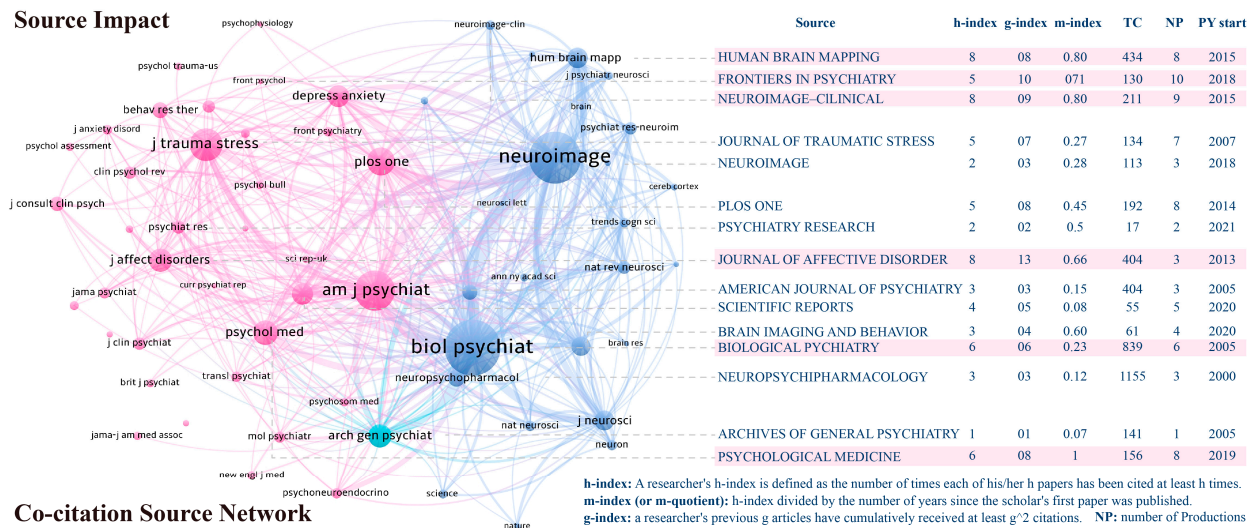 Source Impact
Source h-index g-index m-index TC NP PY start
HUMAN BRAIN MAPPING 8 08 0.80 434 8 2015
FRONTIERS IN PSYCHIATRY 5 10 071 130 10 2018
NEUROIMAGE–CILINICAL 8 09 0.80 211 9 2015
JOURNAL OF TRAUMATIC STRESS 5 07 0.27 134 7 2007
NEUROIMAGE 2 03 0.28 113 3 2018
PLOS ONE 5 08 0.45 192 8 2014
PSYCHIATRY RESEARCH 2 02 0.5 17 2 2021
JOURNAL OF AFFECTIVE DISORDER 8 13 0.66 404 3 2013
AMERICAN JOURNAL OF PSYCHIATRY 3 03 0.15 404 3 2005
SCIENTIFIC REPORTS 4 05 0.08 55 5 2020
BRAIN IMAGING AND BEHAVIOR 3 04 0.60 61 4 2020
BIOLOGICAL PYCHIATRY 6 06 0.23 839 6 2005
NEUROPSYCHIPHARMACOLOGY 3 03 0.12 1155 3 2000
ARCHIVES OF GENERAL PSYCHIATRY 1 01 0.07 141 1 2005
PSYCHOLOGICAL MEDICINE 6 08 1 156 8 2019
psychophysiology
neuroimage-clin
hum brain mapp
psychol trauma-us
j psychiatr neurosci
front psychol
depress anxiety
brain
behav res ther
j anxiety disord
front psychiatry
psychiat res-neuroim
j trauma stress
psychol assessment
neuroimage
plos one
clin psychol rev
psychol bull
cereb cortex
j consult clin psych
neurosci lett
psychiat res
trends cogn sci
j affect disorders
sci rep-uk
nat rev neurosci
ann ny acad sci
curr psychiat rep
jama psychiat
am j psychiat
psychol med
j clin psychiat
biol psychiat
brain res
brit j psychiat
transl psychiat
neuropsychopharmacol
psychosom med
j neurosci
nat neurosci
jama-j am med assoc
mol psychiatr
arch gen psychiat
neuron
new engl j med
psychoneuroendocrino
science
nature
Co-citation Source Network
h-index: A researcher's h-index is defined as the number of times each of his/her h papers has been cited at least h times.
m-index (or m-quotient): h-index divided by the number of years since the scholar's first paper was published.
g-index: a researcher's previous g articles have cumulatively received at least g^2 citations. NP: number of Productions